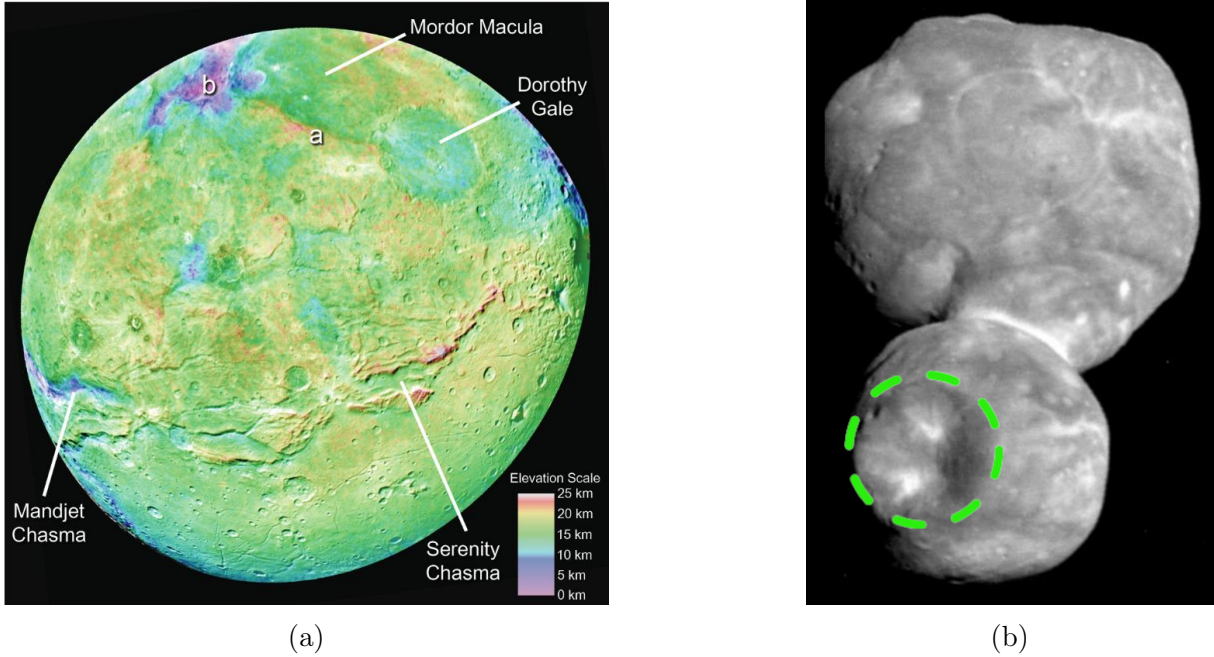 Mordor Macula
Dorothy
Gale
b
a
Mandjet
Chasma
Serenity
Chasma
Elevation Scale
25 km
20 km
15 km
10 km
5 km
0 km
(a)
(b)